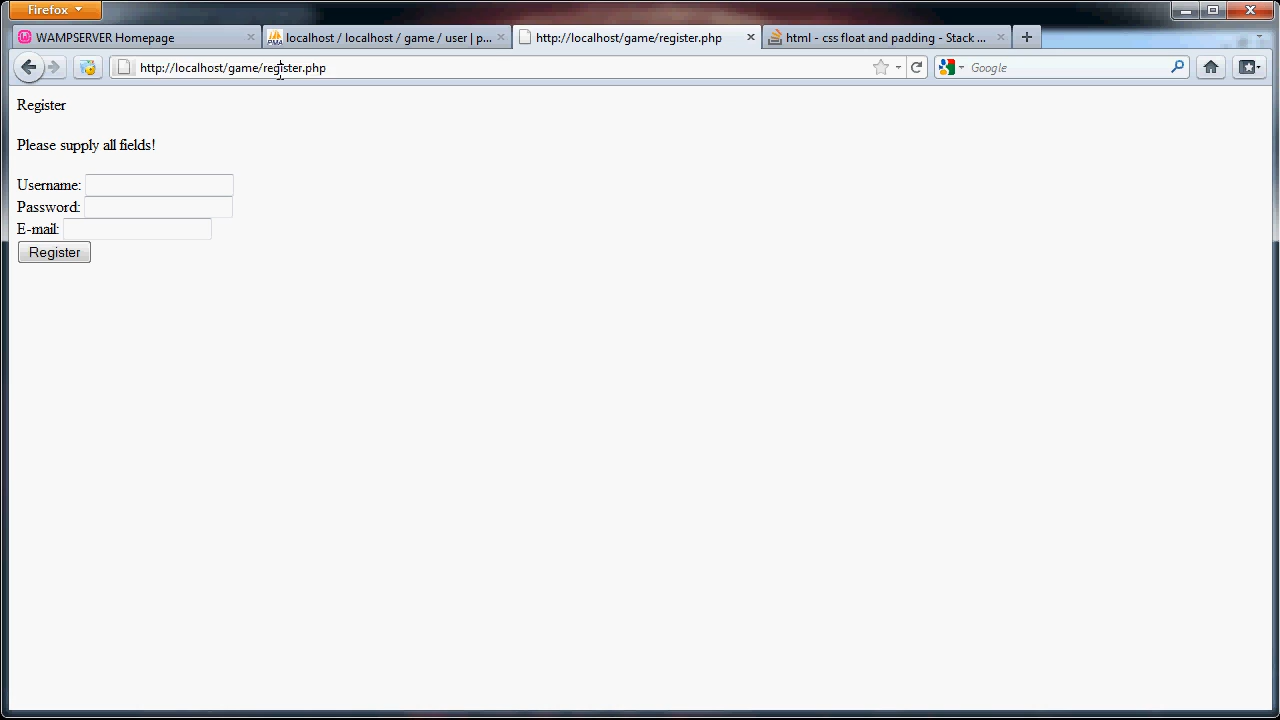 Firefox
WAMPSERVER Homepage
localhost / localhost / game / user | p...
http://localhost/game/register.php
html - css float and padding - Stack ...
http://localhost/game/register.php
Google
Register
Please supply all fields!
Username:
Password:
E-mail:
Register